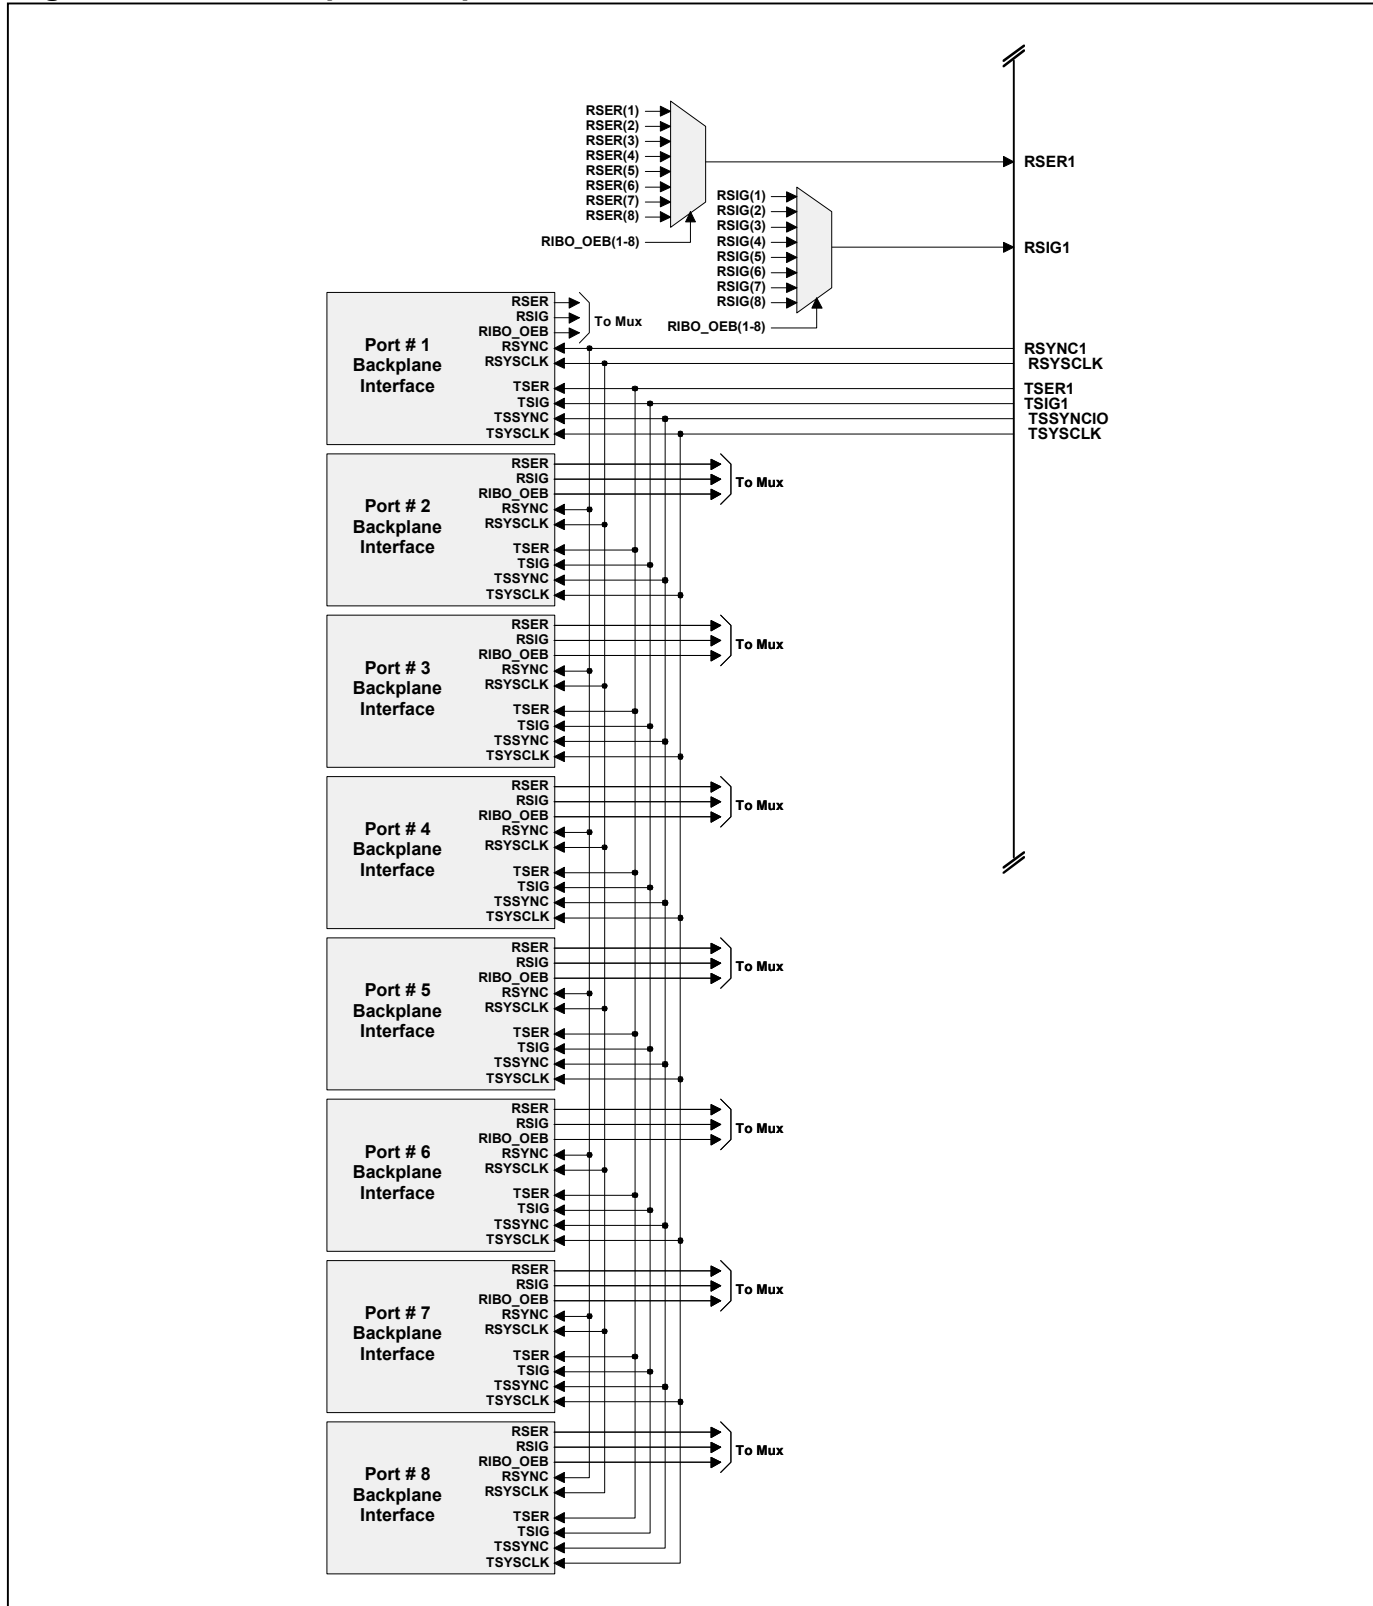 RSER(1)
RSER(2)
RSER(3)
RSER(4)
RSER(5)
RSER(6)
RSER(7)
RSER(8)
RIBO_OEB(1-8)
RSER1
RSIG(1)
RSIG(2)
RSIG(3)
RSIG(4)
RSIG(5)
RSIG(6)
RSIG(7)
RSIG(8)
RIBO_OEB(1-8)
RSIG1
RSYNC1
RSYSCLK
TSER1
TSIG1
TSSYNCIO
TSYSCLK
Port # 1
Backplane
Interface
RSER
RSIG
RIBO_OEB
RSYNC
RSYSCLK
TSER
TSIG
TSSYNC
TSYSCLK
To Mux
Port # 2
Backplane
Interface
RSER
RSIG
RIBO_OEB
RSYNC
RSYSCLK
TSER
TSIG
TSSYNC
TSYSCLK
To Mux
Port # 3
Backplane
Interface
RSER
RSIG
RIBO_OEB
RSYNC
RSYSCLK
TSER
TSIG
TSSYNC
TSYSCLK
To Mux
Port # 4
Backplane
Interface
RSER
RSIG
RIBO_OEB
RSYNC
RSYSCLK
TSER
TSIG
TSSYNC
TSYSCLK
To Mux
Port # 5
Backplane
Interface
RSER
RSIG
RIBO_OEB
RSYNC
RSYSCLK
TSER
TSIG
TSSYNC
TSYSCLK
To Mux
Port # 6
Backplane
Interface
RSER
RSIG
RIBO_OEB
RSYNC
RSYSCLK
TSER
TSIG
TSSYNC
TSYSCLK
To Mux
Port # 7
Backplane
Interface
RSER
RSIG
RIBO_OEB
RSYNC
RSYSCLK
TSER
TSIG
TSSYNC
TSYSCLK
To Mux
Port # 8
Backplane
Interface
RSER
RSIG
RIBO_OEB
RSYNC
RSYSCLK
TSER
TSIG
TSSYNC
TSYSCLK
To Mux